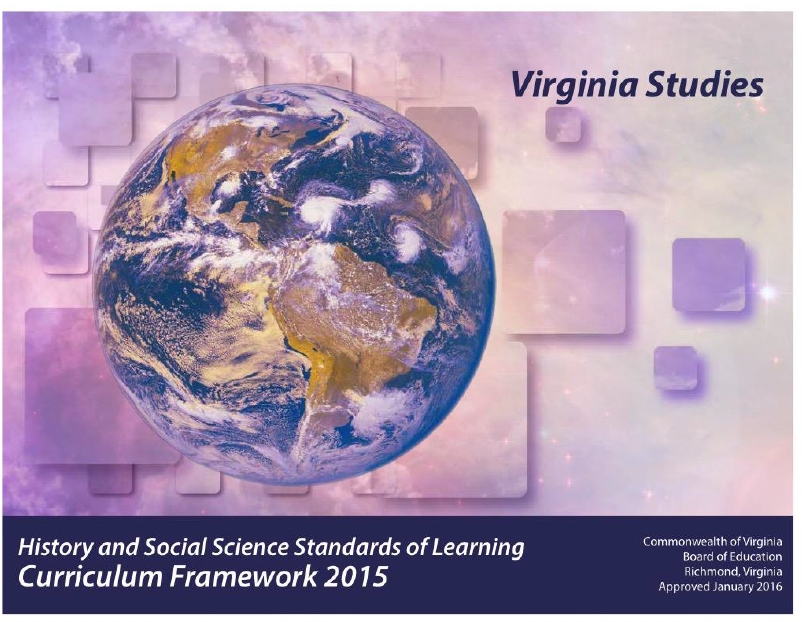 Virginia Studies
History and Social Science Standards of Learning
Curriculum Framework 2015
Commonwealth of Virginia
Board of Education
Richmond, Virginia
Approved January 2016